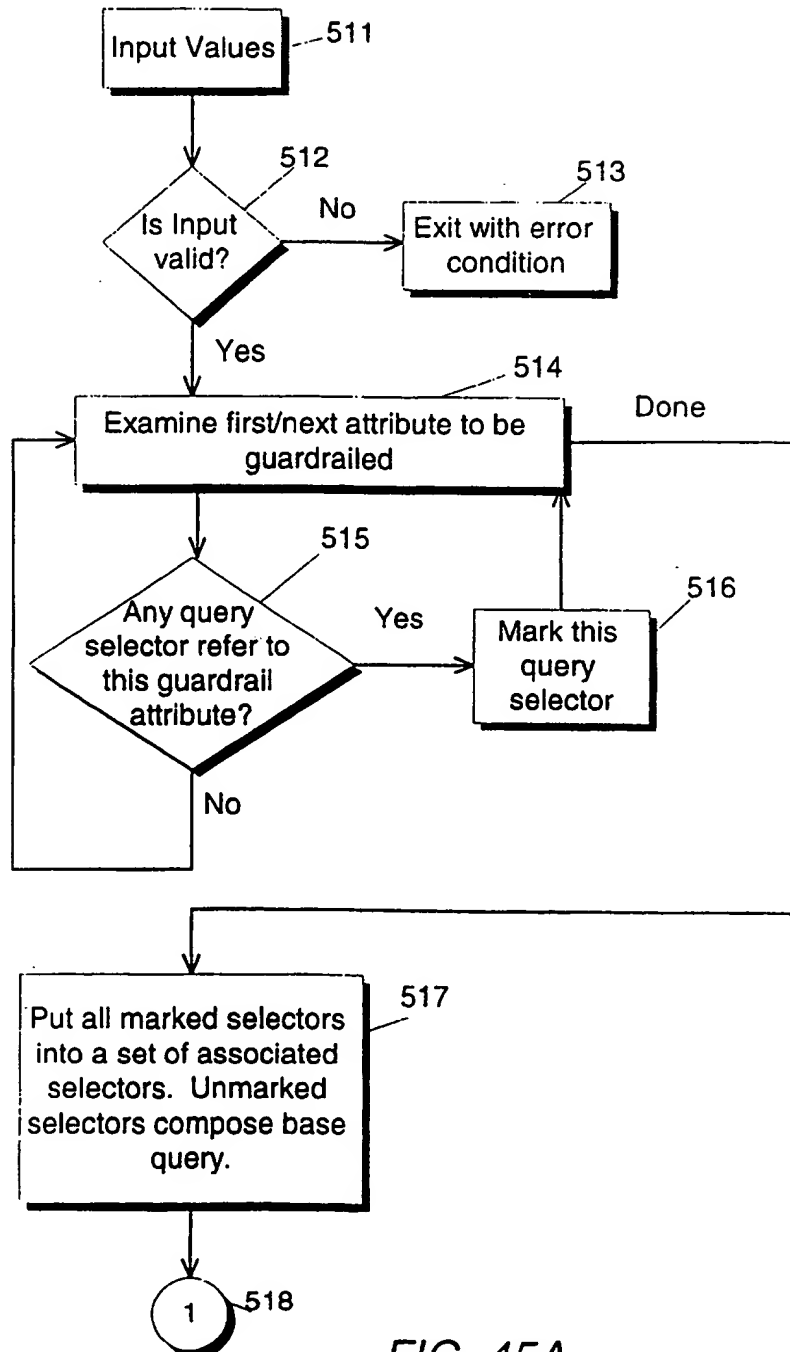 Input Values
511
512
Is Input
valid?
No
513
Exit with error
condition
Yes
514
Examine first/next attribute to be
guardrailed
Done
515
Any query
selector refer to
this guardrail
attribute?
Yes
516
Mark this
query
selector
No
517
Put all marked selectors
into a set of associated
selectors. Unmarked
selectors compose base
query.
1
518
FIG. 45A